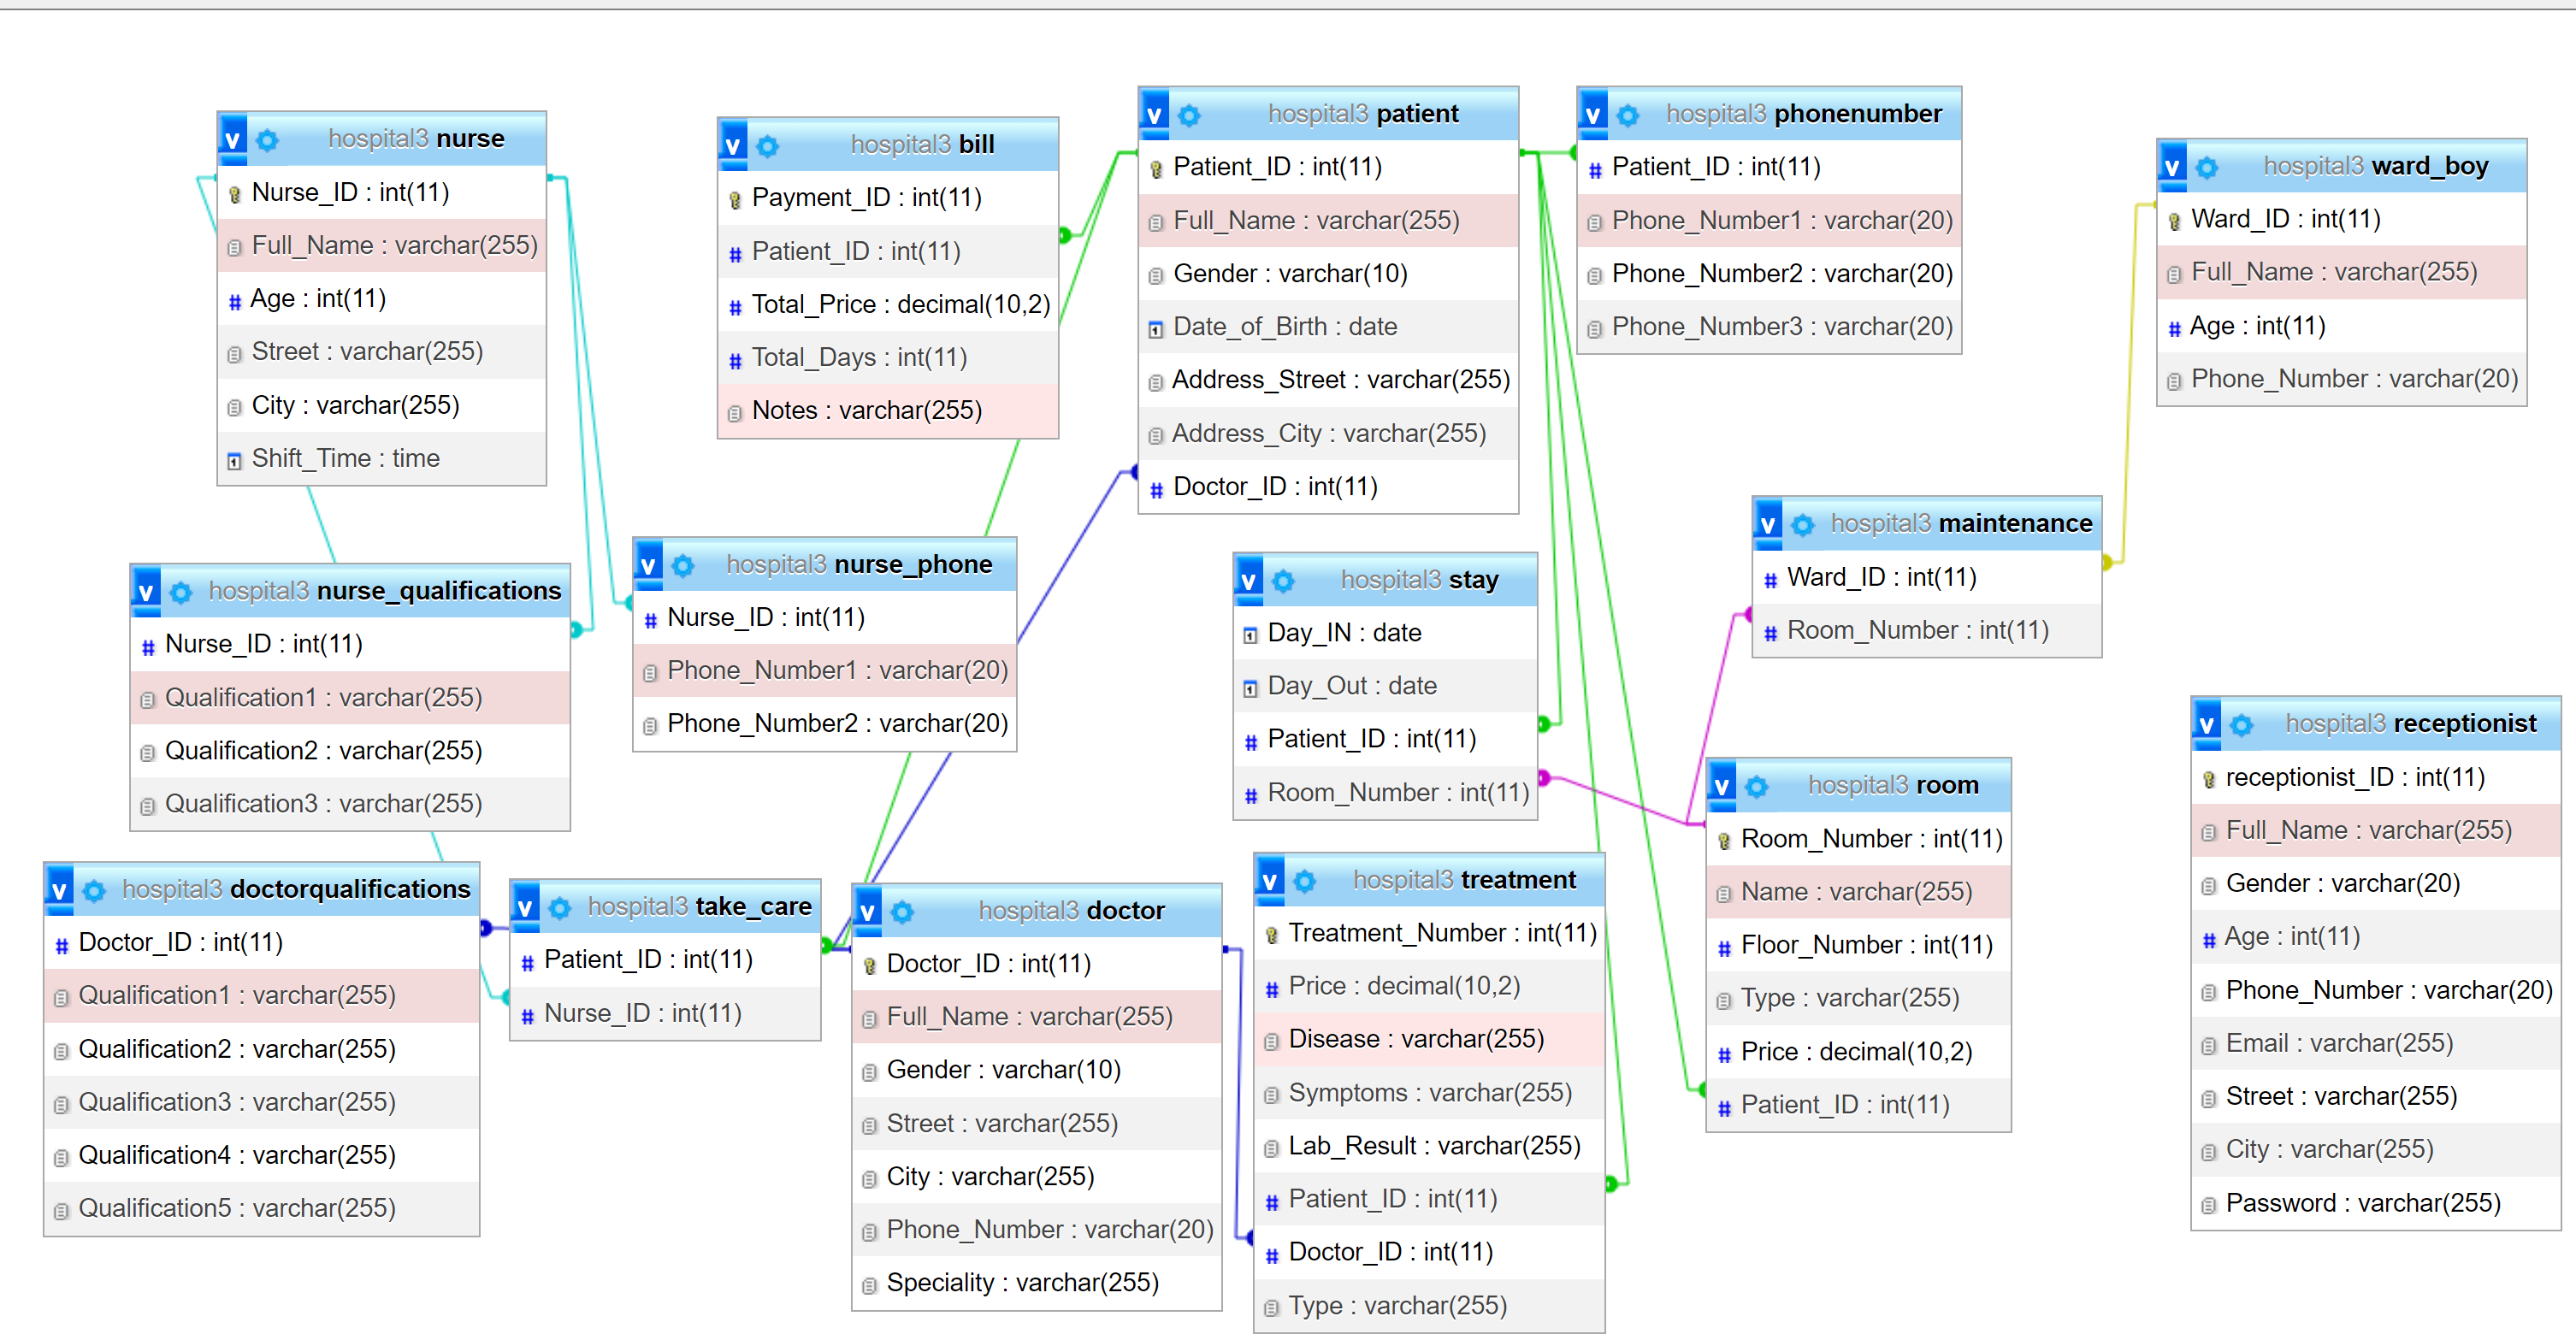 hospital3 nurse
Nurse_ID : int(11)
Full_Name : varchar(255)
Age : int(11)
Street : varchar(255)
City : varchar(255)
Shift_Time : time
hospital3 bill
Payment_ID : int(11)
Patient_ID : int(11)
Total_Price : decimal(10,2)
Total_Days : int(11)
Notes : varchar(255)
hospital3 patient
Patient_ID : int(11)
Full_Name : varchar(255)
Gender : varchar(10)
Date_of_Birth : date
Address_Street : varchar(255)
Address_City : varchar(255)
Doctor_ID : int(11)
hospital3 phonenumber
Patient_ID : int(11)
Phone_Number1 : varchar(20)
Phone_Number2 : varchar(20)
Phone_Number3 : varchar(20)
hospital3 ward_boy
Ward_ID : int(11)
Full_Name : varchar(255)
Age : int(11)
Phone_Number : varchar(20)
hospital3 nurse_qualifications
Nurse_ID : int(11)
Qualification1 : varchar(255)
Qualification2 : varchar(255)
Qualification3 : varchar(255)
hospital3 nurse_phone
Nurse_ID : int(11)
Phone_Number1 : varchar(20)
Phone_Number2 : varchar(20)
hospital3 stay
Day_IN : date
Day_Out : date
Patient_ID : int(11)
Room_Number : int(11)
hospital3 maintenance
Ward_ID : int(11)
Room_Number : int(11)
hospital3 doctorqualifications
Doctor_ID : int(11)
Qualification1 : varchar(255)
Qualification2 : varchar(255)
Qualification3 : varchar(255)
Qualification4 : varchar(255)
Qualification5 : varchar(255)
hospital3 take_care
Patient_ID : int(11)
Nurse_ID : int(11)
hospital3 doctor
Doctor_ID : int(11)
Full_Name : varchar(255)
Gender : varchar(10)
Street : varchar(255)
City : varchar(255)
Phone_Number : varchar(20)
Speciality : varchar(255)
hospital3 treatment
Treatment_Number : int(11)
Price : decimal(10,2)
Disease : varchar(255)
Symptoms : varchar(255)
Lab_Result : varchar(255)
Patient_ID : int(11)
Doctor_ID : int(11)
Type : varchar(255)
hospital3 room
Room_Number : int(11)
Name : varchar(255)
Floor_Number : int(11)
Type : varchar(255)
Price : decimal(10,2)
Patient_ID : int(11)
hospital3 receptionist
receptionist_ID : int(11)
Full_Name : varchar(255)
Gender : varchar(20)
Age : int(11)
Phone_Number : varchar(20)
Email : varchar(255)
Street : varchar(255)
City : varchar(255)
Password : varchar(255)